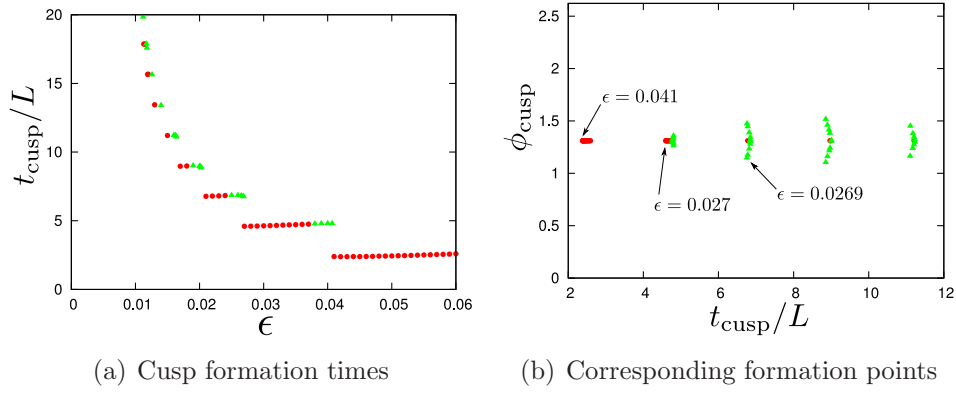 20
15
10
5
0
t_cusp/L
0
0.01
0.02
0.03
0.04
0.05
0.06
ϵ
(a) Cusp formation times
2.5
2
1.5
1
0.5
0
ϕ_cusp
ϵ = 0.041
ϵ = 0.027
ϵ = 0.0269
2
4
6
8
10
12
t_cusp/L
(b) Corresponding formation points